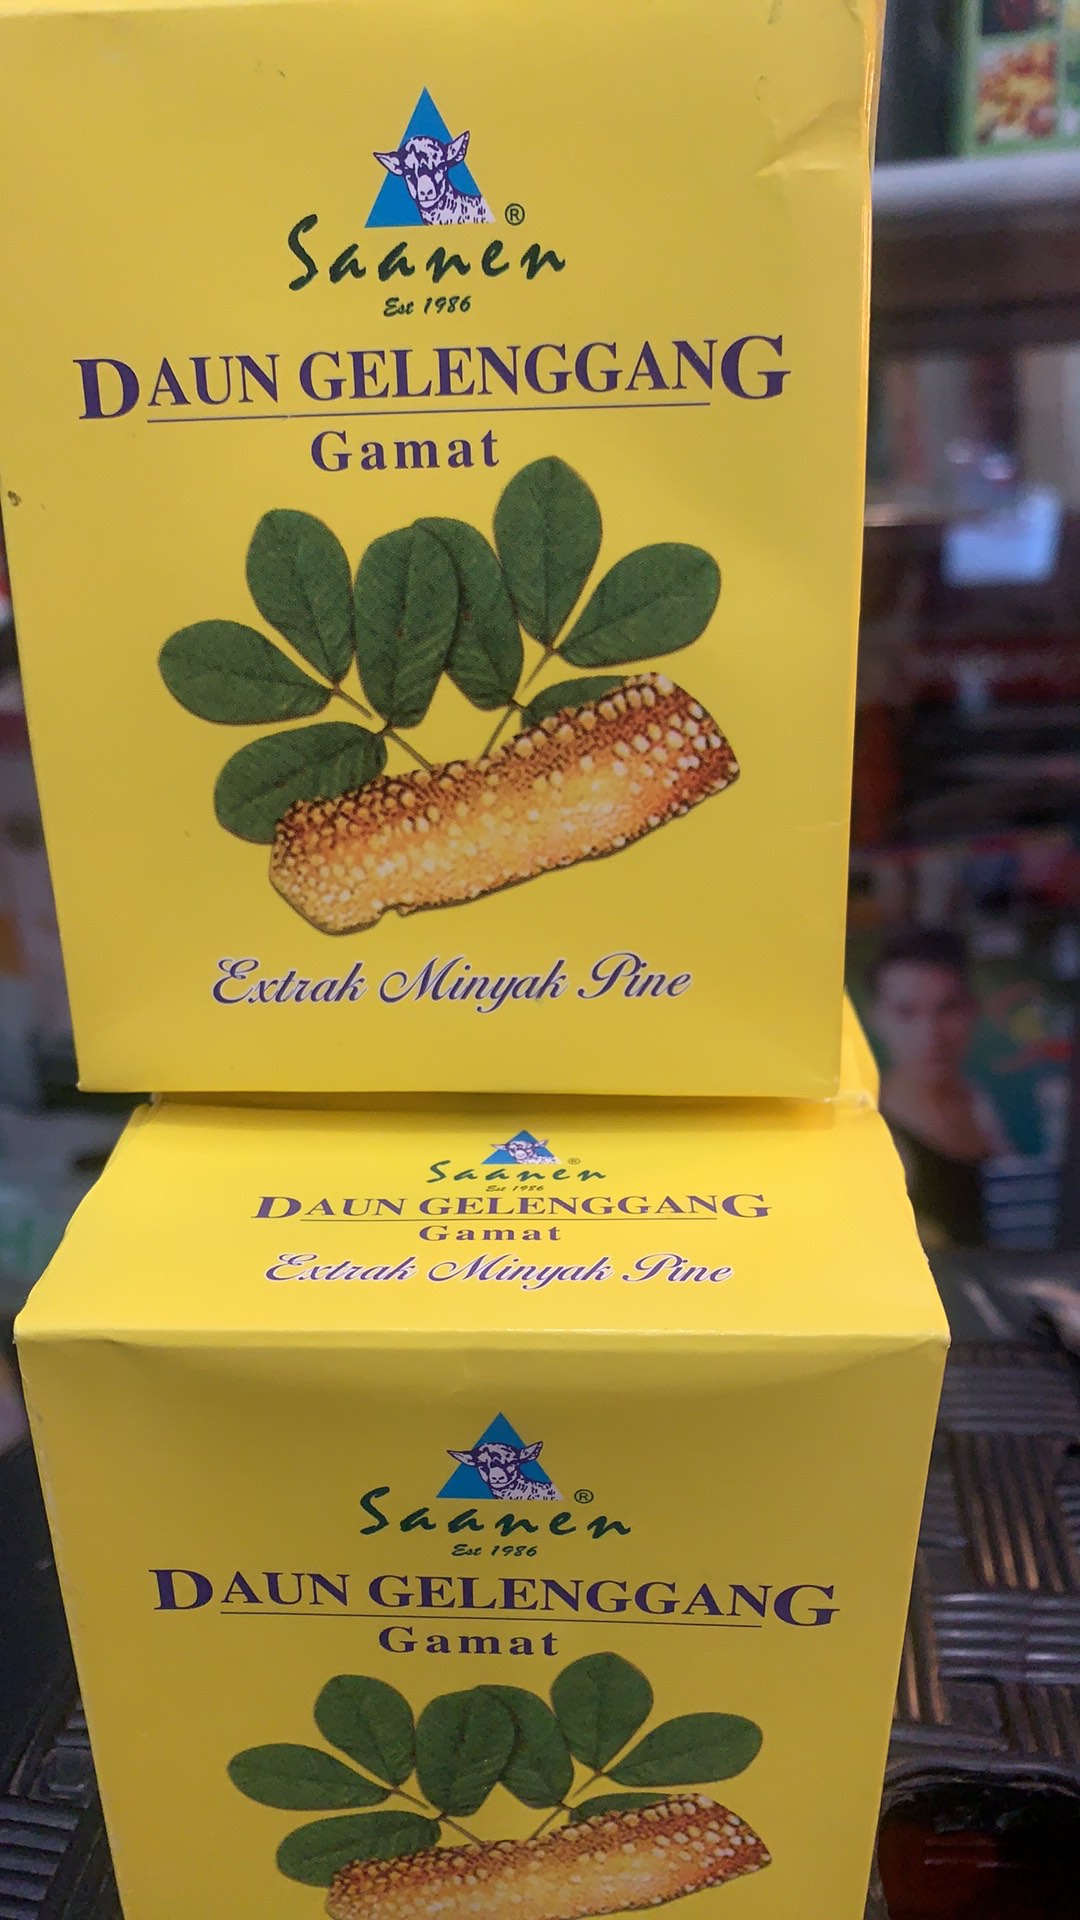 ®
Saanen
Est 1986
DAUN GELENGGANG
Gamat
Extrak Minyak Pine
®
Saanen
Est 1986
DAUN GELENGGANG
Gamat
Extrak Minyak Pine
®
Saanen
Est 1986
DAUN GELENGGANG
Gamat